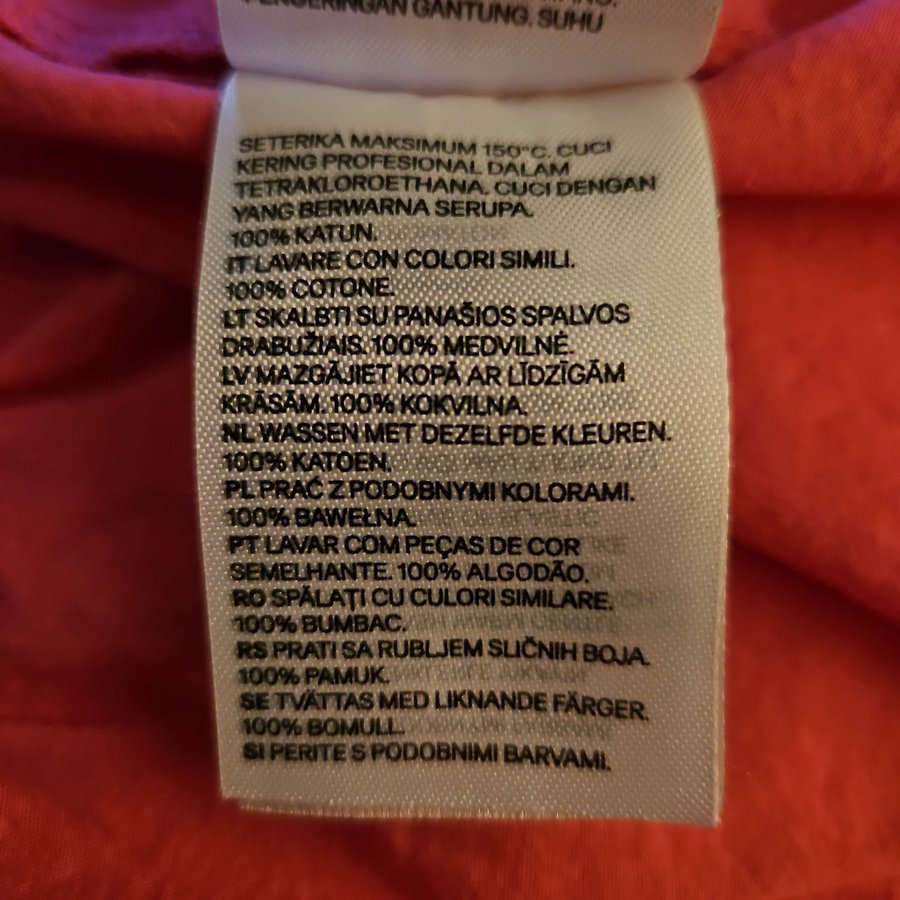 PENGERINGAN GANTUNG. SUHU
SETERIKA MAKSIMUM 150°C. CUCI
KERING PROFESIONAL DALAM
TETRAKLOROETHANA. CUCI DENGAN
YANG BERWARNA SERUPA.
100% KATUN.
IT LAVARE CON COLORI SIMILI.
100% COTONE.
LT SKALBTI SU PANAŠIOS SPALVOS
DRABUŽIAIS. 100% MEDVILNĖ.
LV MAZGĀJIET KOPĀ AR LĪDZĪGĀM
KRĀSĀM. 100% KOKVILNA.
NL WASSEN MET DEZELFDE KLEUREN.
100% KATOEN.
PL PRAĆ Z PODOBNYMI KOLORAMI.
100% BAWEŁNA.
PT LAVAR COM PEÇAS DE COR
SEMELHANTE. 100% ALGODÃO.
RO SPĂLAȚI CU CULORI SIMILARE.
100% BUMBAC.
RS PRATI SA RUBLJEM SLIČNIH BOJA.
100% PAMUK.
SE TVÄTTAS MED LIKNANDE FÄRGER.
100% BOMULL.
SI PERITE S PODOBNIMI BARVAMI.